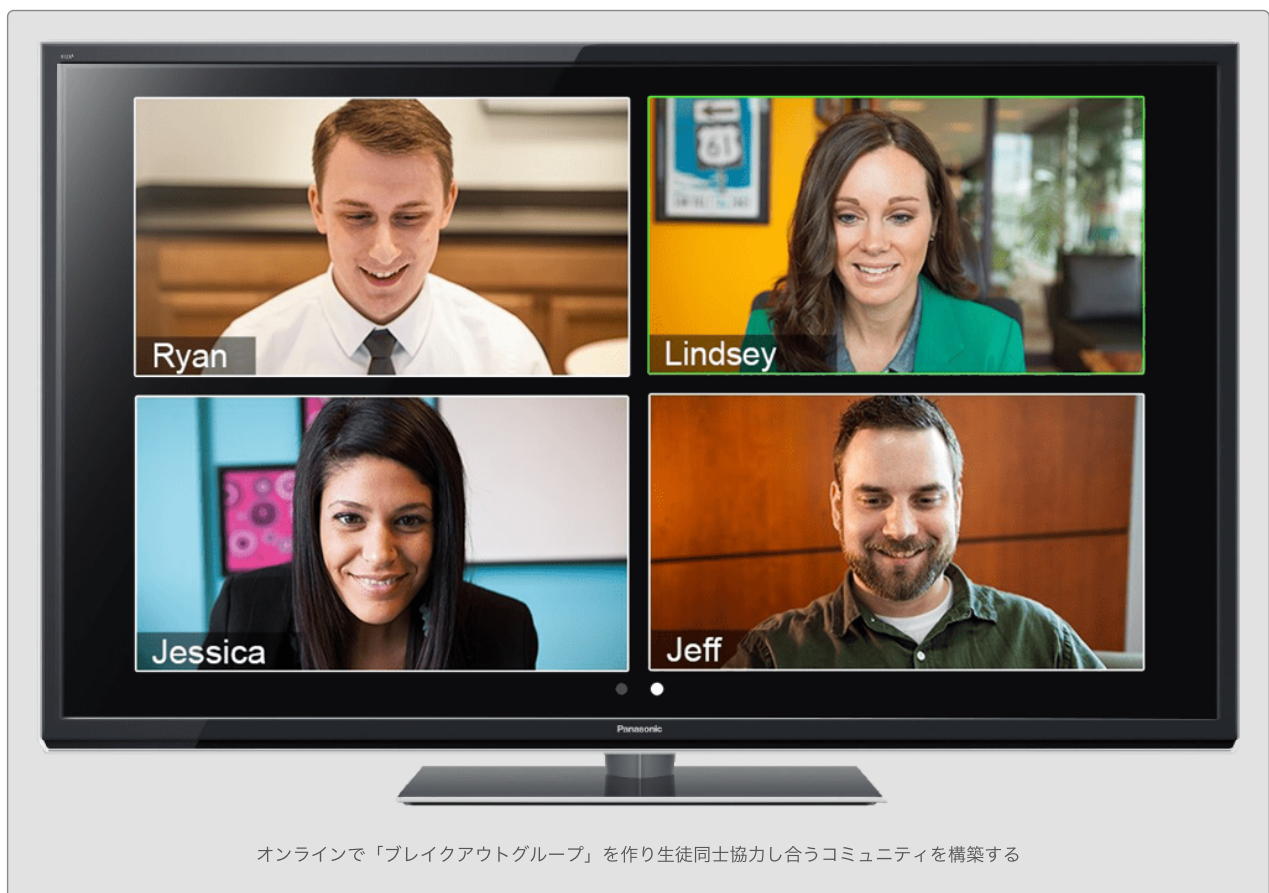 61
Ryan
Lindsey
Jessica
Jeff
Panasonic
オンラインで「ブレイクアウトグループ」を作り生徒同士協力し合うコミュニティを構築する